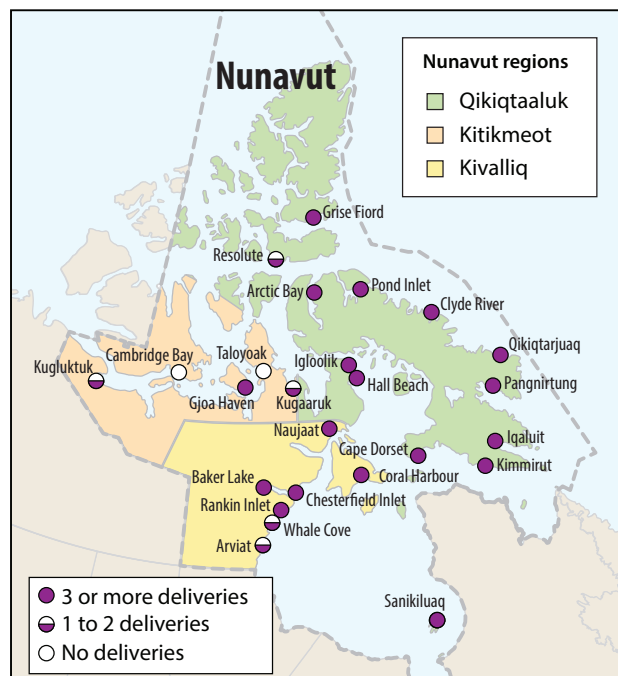 Nunavut
Nunavut regions
Qikiqtaaluk
Kitikmeot
Kivalliq
Grise Fiord
Resolute
Arctic Bay
Pond Inlet
Clyde River
Qikiqtarjuaq
Pangnirtung
Igloolik
Hall Beach
Taloyoak
Cambridge Bay
Kugluktuk
Gjoa Haven
Kugaaruk
Naujaat
Iqaluit
Kimmirut
Cape Dorset
Coral Harbour
Baker Lake
Chesterfield Inlet
Rankin Inlet
Whale Cove
Arviat
Sanikiluaq
3 or more deliveries
1 to 2 deliveries
No deliveries